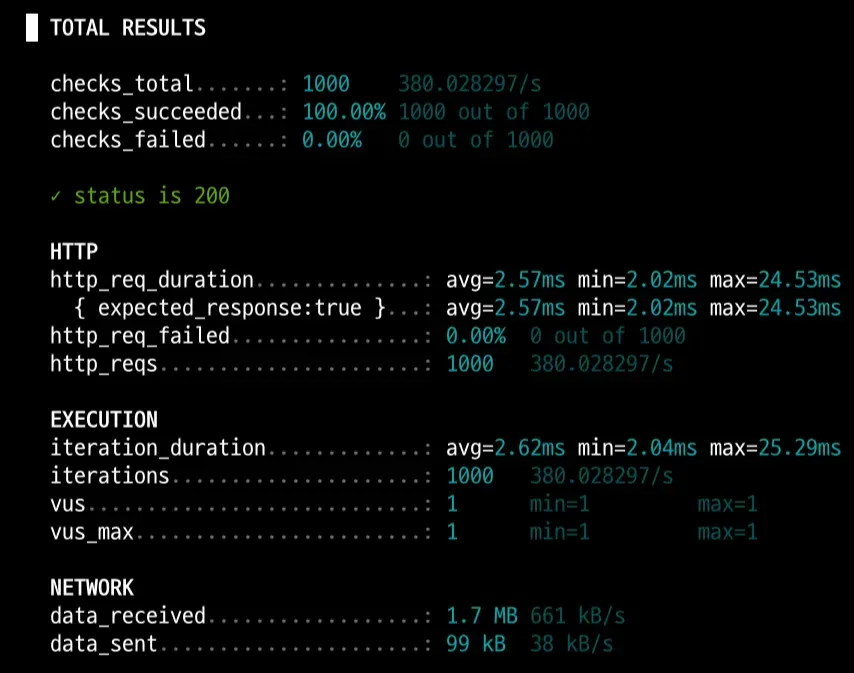 TOTAL RESULTS
checks_total.......: 1000 380.028297/s
checks_succeeded...: 100.00% 1000 out of 1000
checks_failed......: 0.00% 0 out of 1000
✓ status is 200
HTTP
http_req_duration..............: avg=2.57ms min=2.02ms max=24.53ms
{ expected_response:true }...: avg=2.57ms min=2.02ms max=24.53ms
http_req_failed................: 0.00% 0 out of 1000
http_reqs......................: 1000 380.028297/s
EXECUTION
iteration_duration.............: avg=2.62ms min=2.04ms max=25.29ms
iterations.....................: 1000 380.028297/s
vus............................: 1 min=1 max=1
vus_max........................: 1 min=1 max=1
NETWORK
data_received..................: 1.7 MB 661 kB/s
data_sent......................: 99 kB 38 kB/s